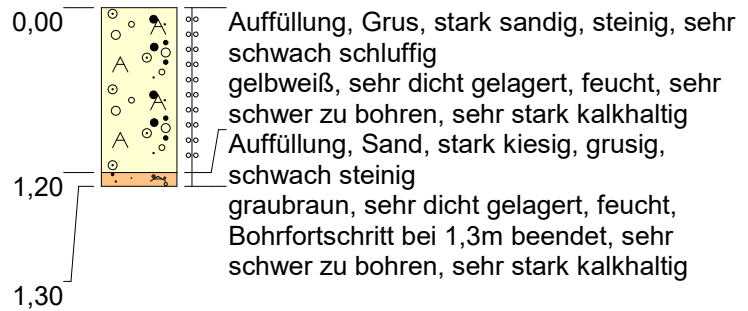 0,00
Auffüllung, Grus, stark sandig, steinig, sehr
schwach schluffig
gelbweiß, sehr dicht gelagert, feucht, sehr
schwer zu bohren, sehr stark kalkhaltig
Auffüllung, Sand, stark kiesig, grusig,
schwach steinig
1,20
graubraun, sehr dicht gelagert, feucht,
Bohrfortschritt bei 1,3m beendet, sehr
schwer zu bohren, sehr stark kalkhaltig
1,30